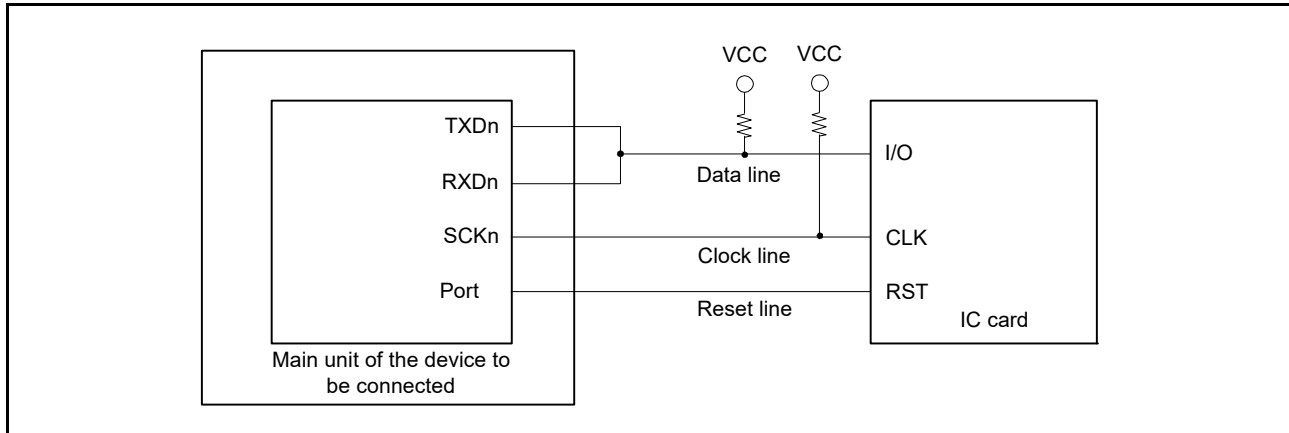 VCC
VCC
TXDn
I/O
Data line
RXDn
SCKn
CLK
Clock line
Port
RST
Reset line
IC card
Main unit of the device to
be connected